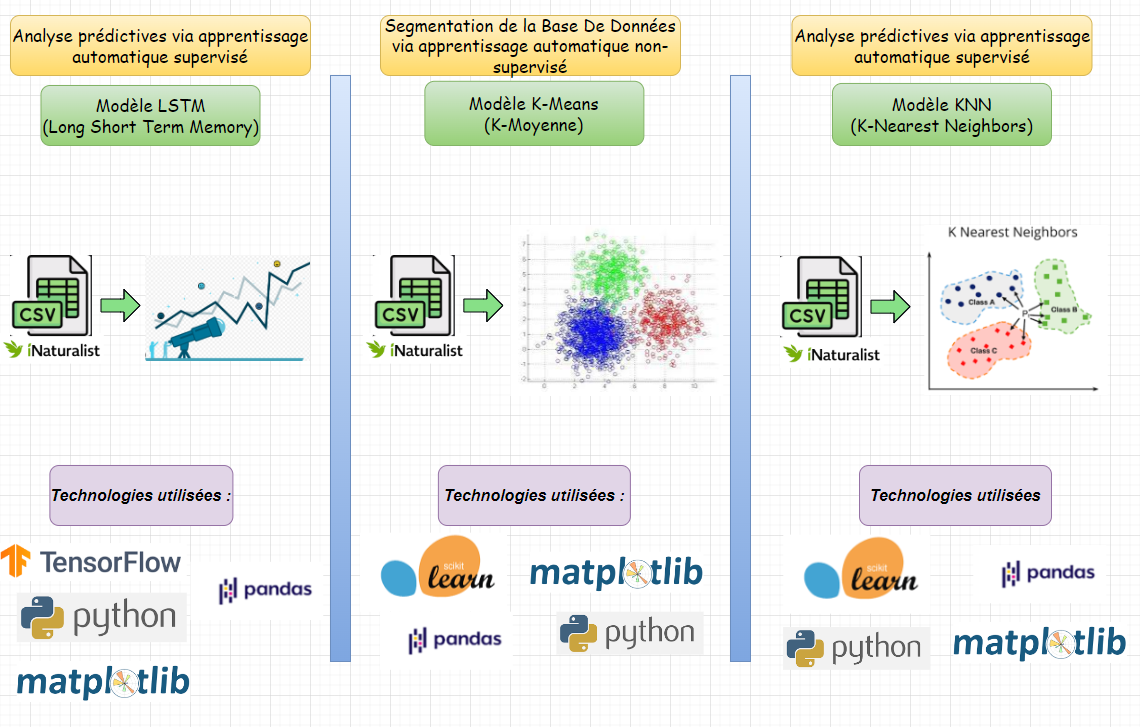 Analyse prédictives via apprentissage
automatique supervisé
Modèle LSTM
(Long Short Term Memory)
CSV
iNaturalist
Technologies utilisées :
TensorFlow
pandas
python
matplotlib
Segmentation de la Base De Données
via apprentissage automatique non-
supervisé
Modèle K-Means
(K-Moyenne)
CSV
iNaturalist
Technologies utilisées :
scikit
learn
matplotlib
python
pandas
Analyse prédictives via apprentissage
automatique supervisé
Modèle KNN
(K-Nearest Neighbors)
K Nearest Neighbors
Class A
Class B
P
Class C
CSV
iNaturalist
Technologies utilisées
scikit
learn
pandas
python
matplotlib